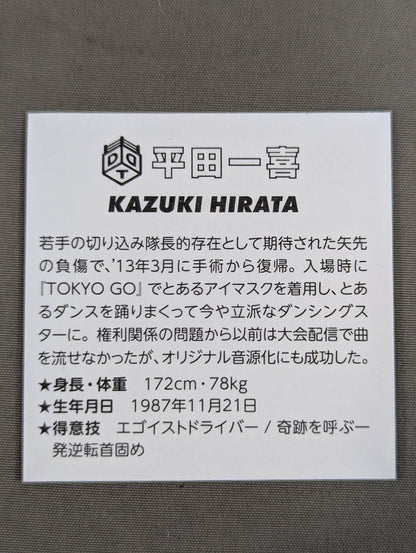 DDT
平田一喜
KAZUKI HIRATA
若手の切り込み隊長的存在として期待された矢先
の負傷で、'13年3月に手術から復帰。入場時に
『TOKYO GO』でとあるアイマスクを着用し、とあ
るダンスを踊りまくって今や立派なダンシングス
ターに。権利関係の問題から以前は大会配信で曲
を流せなかったが、オリジナル音源化にも成功した。
★身長・体重 172cm・78kg
★生年月日 1987年11月21日
★得意技 エゴイストドライバー / 奇跡を呼ぶ一
発逆転首固め